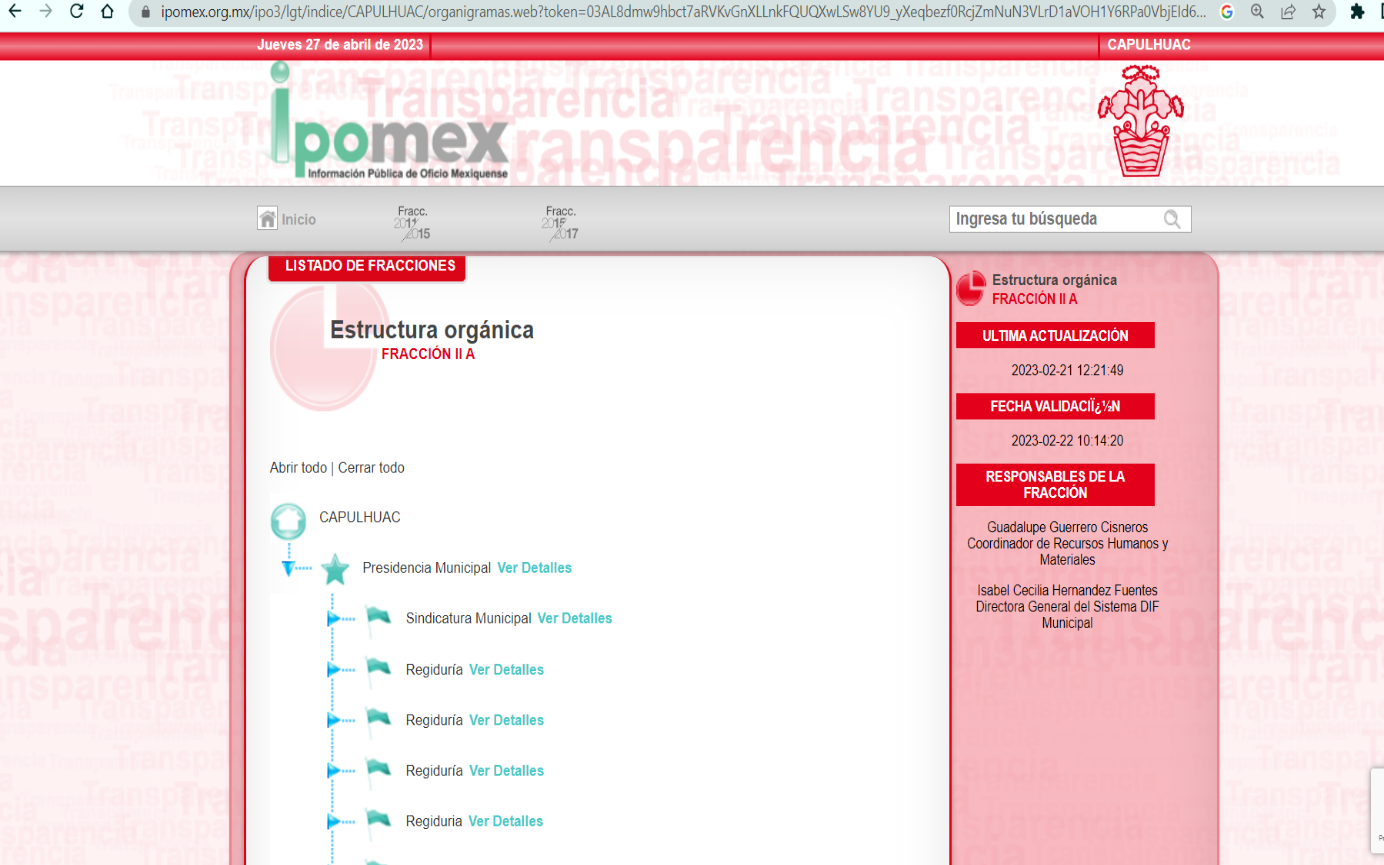 ipomex.org.mx/ipo3/lgt/indice/CAPULHUAC/organigramas.web?token=03AL8dmw9hbct7aRVKvGnXLLnkFQUQXwLSw8YU9_yXeqbezf0RcjZmNuN3VLrD1aVOH1Y6RPa0VbjEId6...
Jueves 27 de abril de 2023
CAPULHUAC
Transparencia
ipomex
Información Pública de Oficio Mexiquense
Inicio
Fracc.
2011
/2015
Fracc.
2015
/2017
Ingresa tu búsqueda
LISTADO DE FRACCIONES
Estructura orgánica
FRACCIÓN II A
Abrir todo | Cerrar todo
CAPULHUAC
Presidencia Municipal Ver Detalles
Sindicatura Municipal Ver Detalles
Regiduría Ver Detalles
Regiduría Ver Detalles
Regiduría Ver Detalles
Regiduria Ver Detalles
Estructura orgánica
FRACCIÓN II A
ULTIMA ACTUALIZACIÓN
2023-02-21 12:21:49
FECHA VALIDACIÏ¿½N
2023-02-22 10:14:20
RESPONSABLES DE LA
FRACCIÓN
Guadalupe Guerrero Cisneros
Coordinador de Recursos Humanos y
Materiales
Isabel Cecilia Hernandez Fuentes
Directora General del Sistema DIF
Municipal